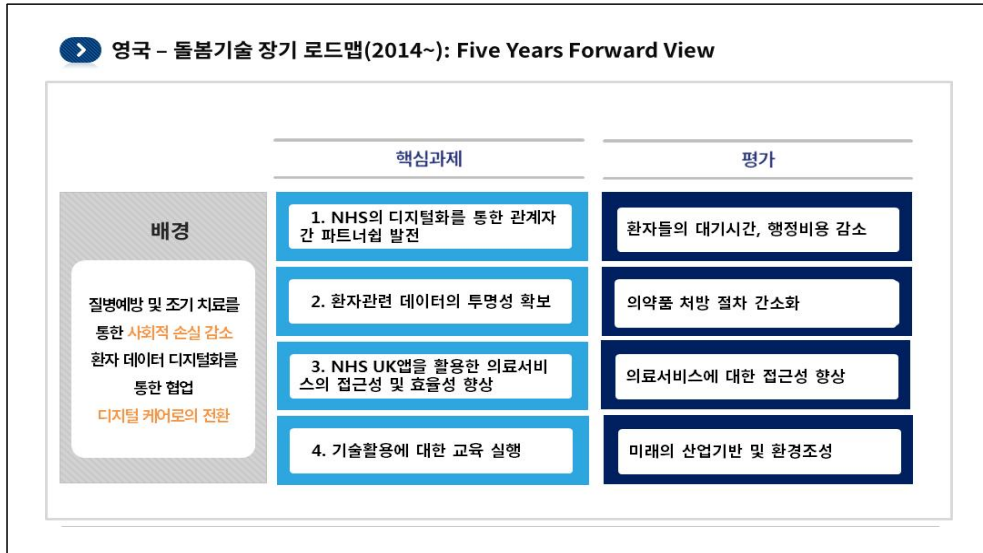 영국 – 돌봄기술 장기 로드맵(2014~): Five Years Forward View
핵심과제
평가
배경
질병예방 및 조기 치료를
통한 사회적 손실 감소
환자 데이터 디지털화를
통한 협업
디지털 케어로의 전환
1. NHS의 디지털화를 통한 관계자
간 파트너쉽 발전
환자들의 대기시간, 행정비용 감소
2. 환자관련 데이터의 투명성 확보
의약품 처방 절차 간소화
3. NHS UK앱을 활용한 의료서비
스의 접근성 및 효율성 향상
의료서비스에 대한 접근성 향상
4. 기술활용에 대한 교육 실행
미래의 산업기반 및 환경조성